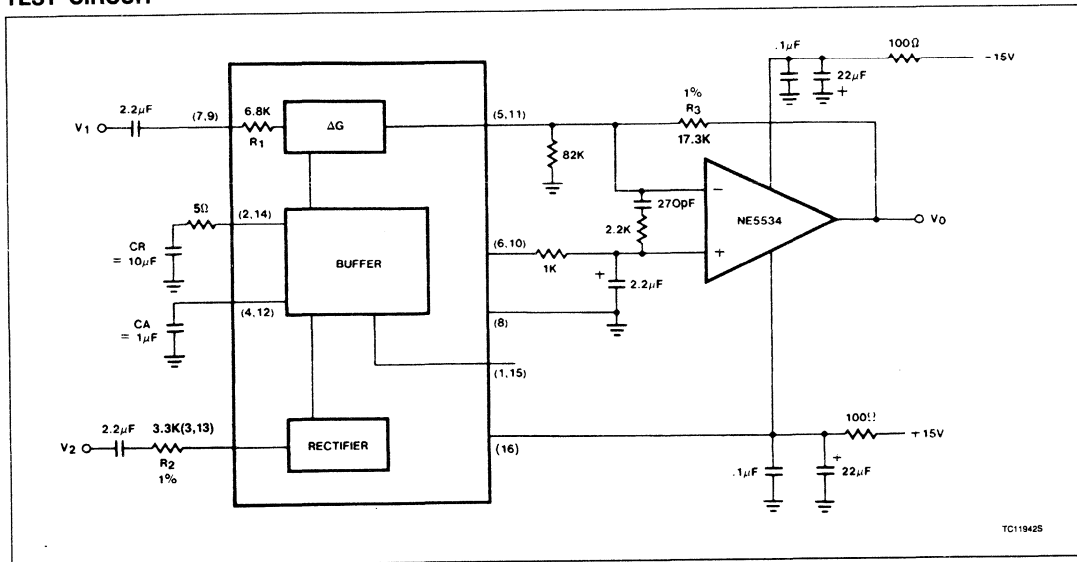 TEST CIRCUIT
.1µF
22µF
+
100Ω
-15V
2.2µF
(7,9)
6.8K
R1
ΔG
(5,11)
1%
R3
17.3K
V1
82K
270pF
2.2K
-
+
NE5534
VO
5Ω
(2,14)
CR
= 10µF
BUFFER
(6,10)
1K
+
2.2µF
CA
= 1µF
(4,12)
(8)
(1,15)
2.2µF
3.3K(3,13)
V2
R2
1%
RECTIFIER
(16)
100Ω
+15V
.1µF
+
22µF
TC11942S